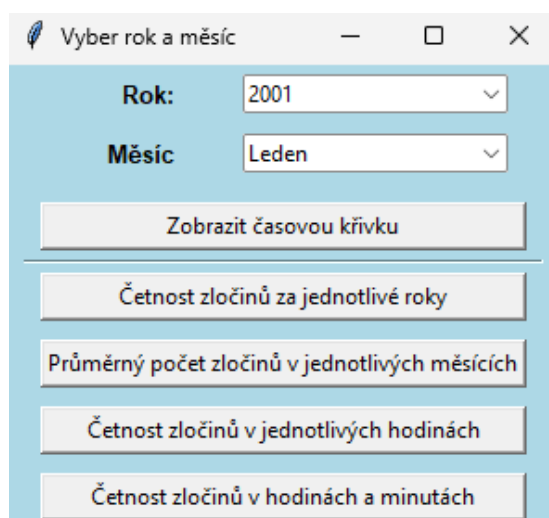 Vyber rok a měsíc
Rok: 2001
Měsíc Leden
Zobrazit časovou křivku
Četnost zločinů za jednotlivé roky
Průměrný počet zločinů v jednotlivých měsících
Četnost zločinů v jednotlivých hodinách
Četnost zločinů v hodinách a minutách